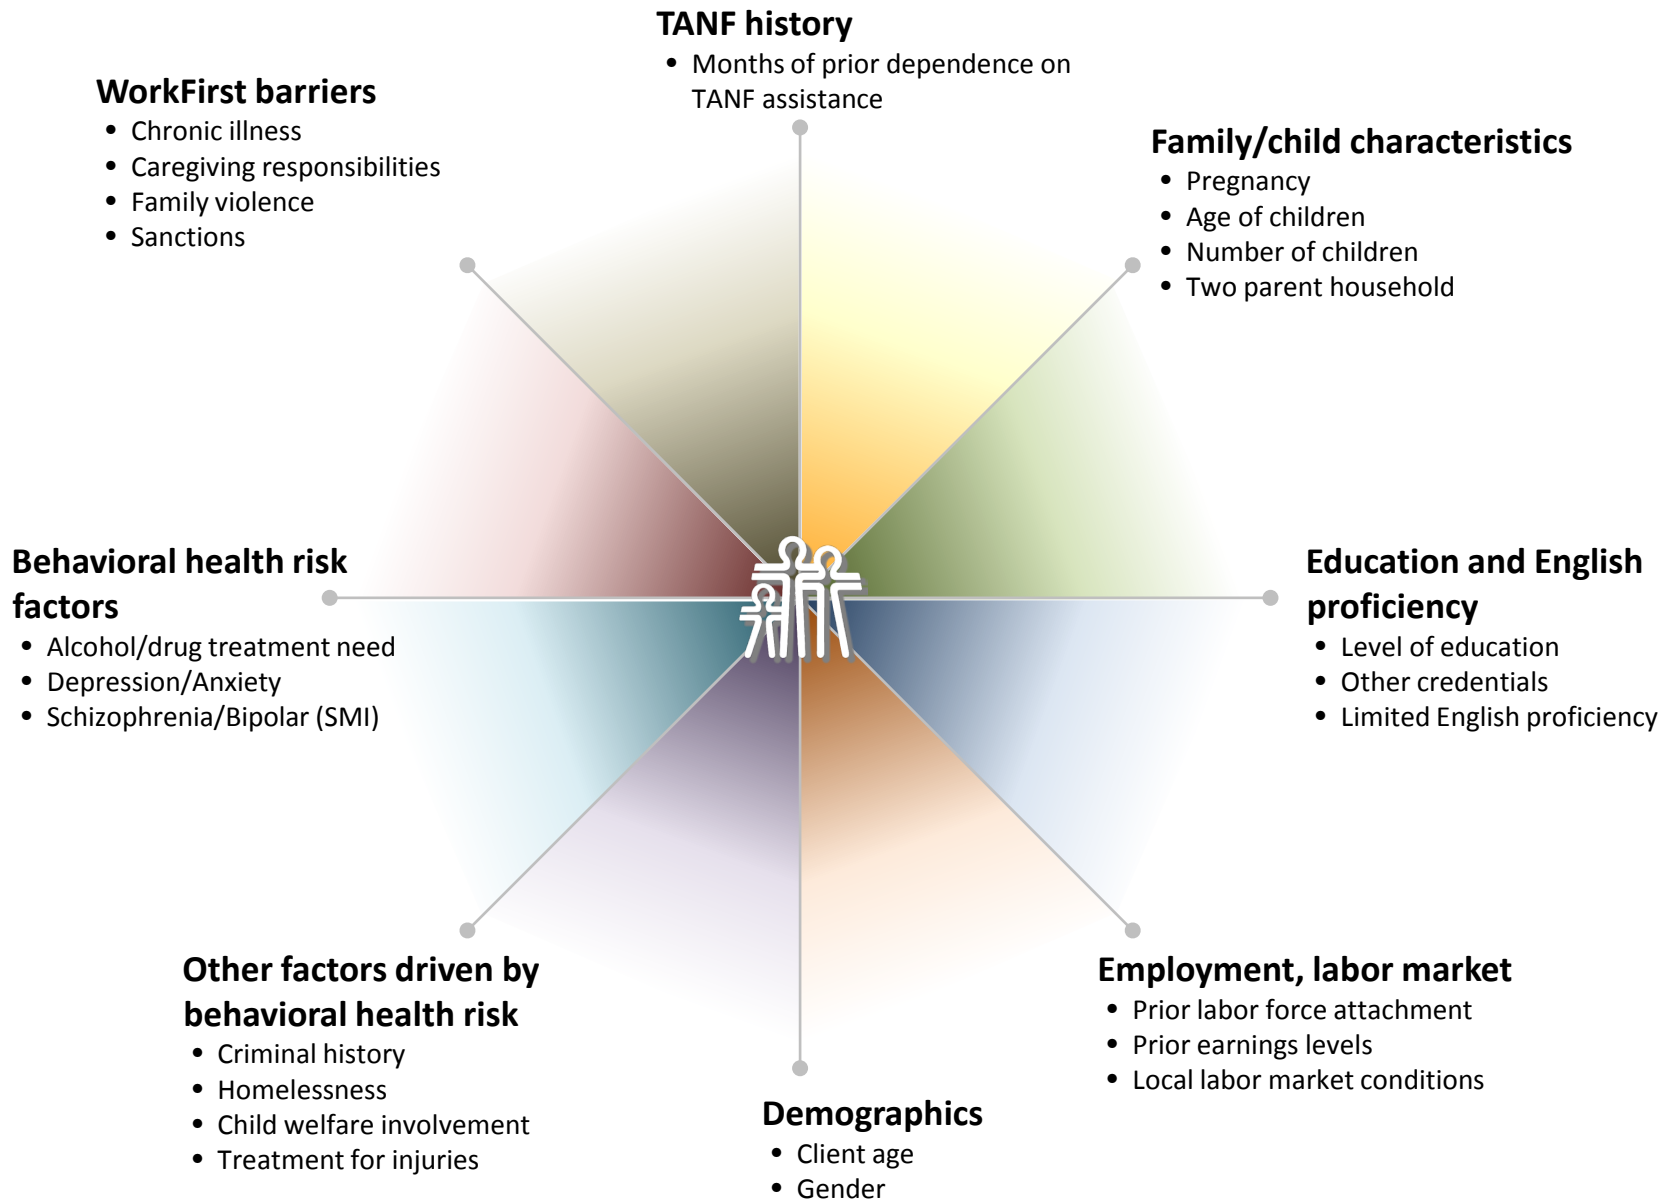 TANF history
• Months of prior dependence on
TANF assistance
WorkFirst barriers
• Chronic illness
• Caregiving responsibilities
• Family violence
• Sanctions
Family/child characteristics
• Pregnancy
• Age of children
• Number of children
• Two parent household
Behavioral health risk
factors
• Alcohol/drug treatment need
• Depression/Anxiety
• Schizophrenia/Bipolar (SMI)
Education and English
proficiency
• Level of education
• Other credentials
• Limited English proficiency
Other factors driven by
behavioral health risk
• Criminal history
• Homelessness
• Child welfare involvement
• Treatment for injuries
Employment, labor market
• Prior labor force attachment
• Prior earnings levels
• Local labor market conditions
Demographics
• Client age
• Gender